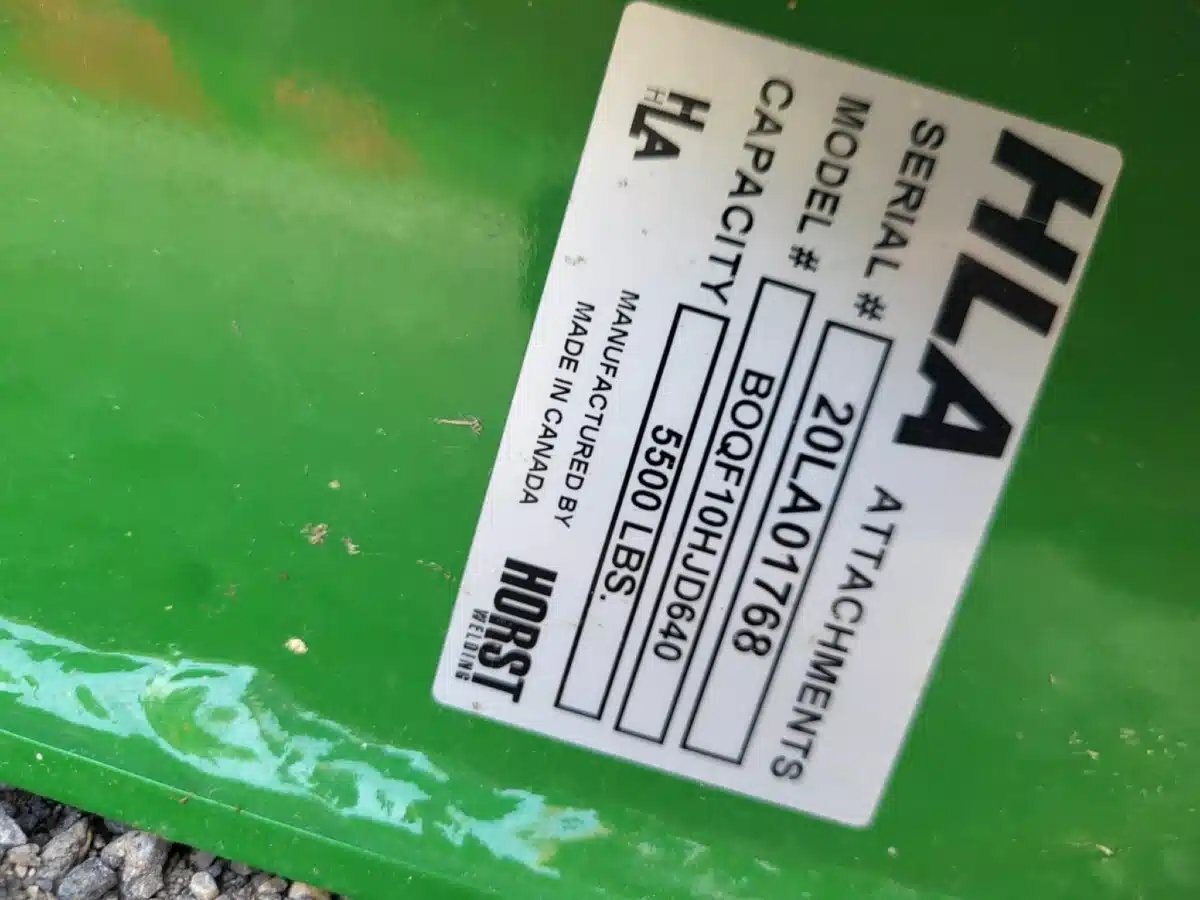 HLA ATTACHMENTS
SERIAL # 20LA01768
MODEL # BOQF10HJD640
CAPACITY 5500 LBS.
HLA
MANUFACTURED BY
MADE IN CANADA
HORST
WELDING